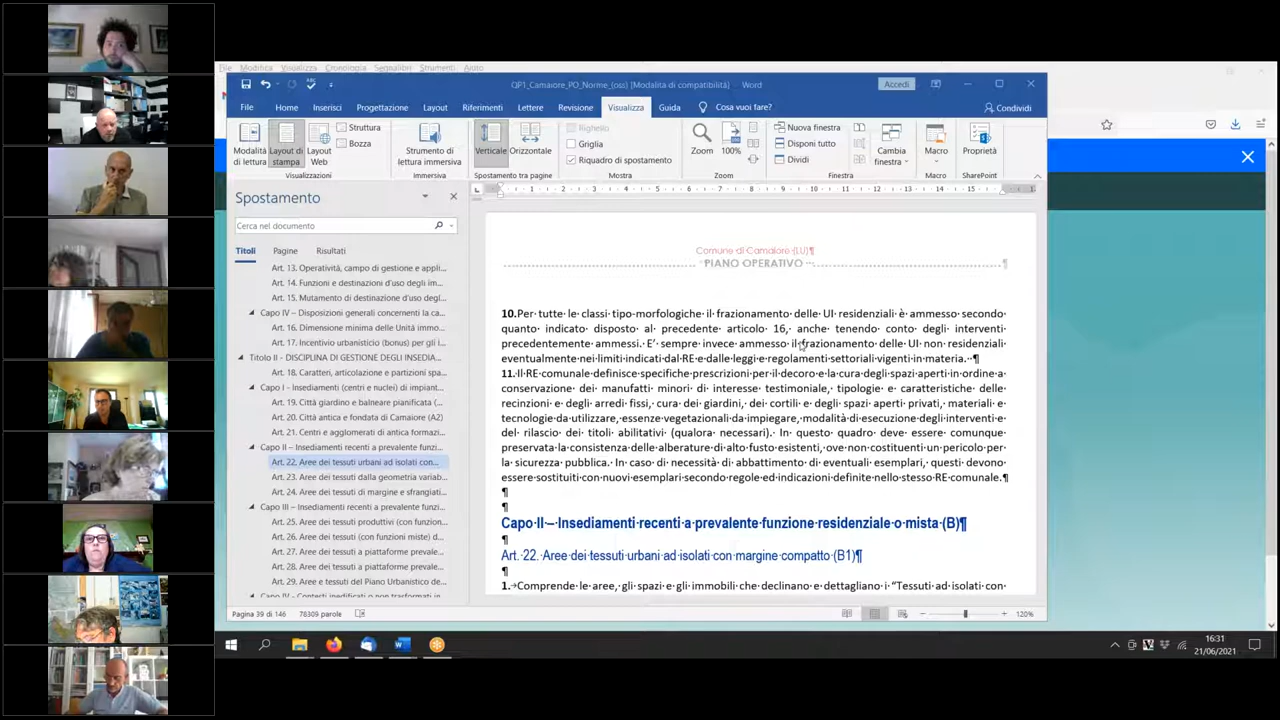 File Modifica Visualizza Cronologia Segnalibri Strumenti Aiuto
QP1_Camaiore_PO_Norme_(oss) [Modalità di compatibilità] - Word
Accedi
File Home Inserisci Progettazione Layout Riferimenti Lettere Revisione Visualizza Guida Cosa vuoi fare? Condividi
Modalità di lettura
Layout di stampa
Layout Web
Struttura
Bozza
Strumento di lettura immersiva
Verticale
Orizzontale
Righello
Griglia
Riquadro di spostamento
Zoom
100%
Nuova finestra
Disponi tutto
Dividi
Cambia finestra
Macro
Proprietà
Visualizzazioni Immersiva Spostamento tra pagine Mostra Zoom Finestra Macro SharePoint
Spostamento
Cerca nel documento
Titoli Pagine Risultati
Art. 13. Operatività, campo di gestione e appli...
Art. 14. Funzioni e destinazioni d'uso degli im...
Art. 15. Mutamento di destinazione d'uso degl...
Capo IV – Disposizioni generali concernenti la ca...
Art. 16. Dimensione minima delle Unità immo...
Art. 17. Incentivo urbanistico (bonus) per gli in...
Titolo II - DISCIPLINA DI GESTIONE DEGLI INSEDIA...
Art. 18. Caratteri, articolazione e partizioni spa...
Capo I - Insediamenti (centri e nuclei) di impiant...
Art. 19. Città giardino e balneare pianificata (...
Art. 20. Città antica e fondata di Camaiore (A2)
Art. 21. Centri e agglomerati di antica formazi...
Capo II – Insediamenti recenti a prevalente funzi...
Art. 22. Aree dei tessuti urbani ad isolati con...
Art. 23. Aree dei tessuti dalla geometria variab...
Art. 24. Aree dei tessuti di margine e sfrangiati...
Capo III – Insediamenti recenti a prevalente funzi...
Art. 25. Aree dei tessuti produttivi (con funzion...
Art. 26. Aree dei tessuti (con funzioni miste) d...
Art. 27. Aree dei tessuti a piattaforme prevale...
Art. 28. Aree dei tessuti a piattaforme prevale...
Art. 29. Aree e tessuti del Piano Urbanistico de...
Capo IV - Contesti inedificati o non trasformati in
Comune di Camaiore (LU)¶
PIANO OPERATIVO ¶
10.Per tutte le classi tipo-morfologiche il frazionamento delle UI residenziali è ammesso secondo
quanto indicato disposto al precedente articolo 16, anche tenendo conto degli interventi
precedentemente ammessi. E' sempre invece ammesso il frazionamento delle UI non residenziali
eventualmente nei limiti indicati dal RE e dalle leggi e regolamenti settoriali vigenti in materia. ¶
11. Il RE comunale definisce specifiche prescrizioni per il decoro e la cura degli spazi aperti in ordine a
conservazione dei manufatti minori di interesse testimoniale, tipologie e caratteristiche delle
recinzioni e degli arredi fissi, cura dei giardini, dei cortili e degli spazi aperti privati, materiali e
tecnologie da utilizzare, essenze vegetazionali da impiegare, modalità di esecuzione degli interventi e
del rilascio dei titoli abilitativi (qualora necessari). In questo quadro deve essere comunque
preservata la consistenza delle alberature di alto fusto esistenti, ove non costituenti un pericolo per
la sicurezza pubblica. In caso di necessità di abbattimento di eventuali esemplari, questi devono
essere sostituiti con nuovi esemplari secondo regole ed indicazioni definite nello stesso RE comunale.¶
¶
¶
Capo II – Insediamenti recenti a prevalente funzione residenziale o mista (B)¶
¶
Art. 22. Aree dei tessuti urbani ad isolati con margine compatto (B1)¶
¶
1. Comprende le aree, gli spazi e gli immobili che declinano e dettagliano i "Tessuti ad isolati con
Pagina 39 di 146 78309 parole 120%
16:31
21/06/2021